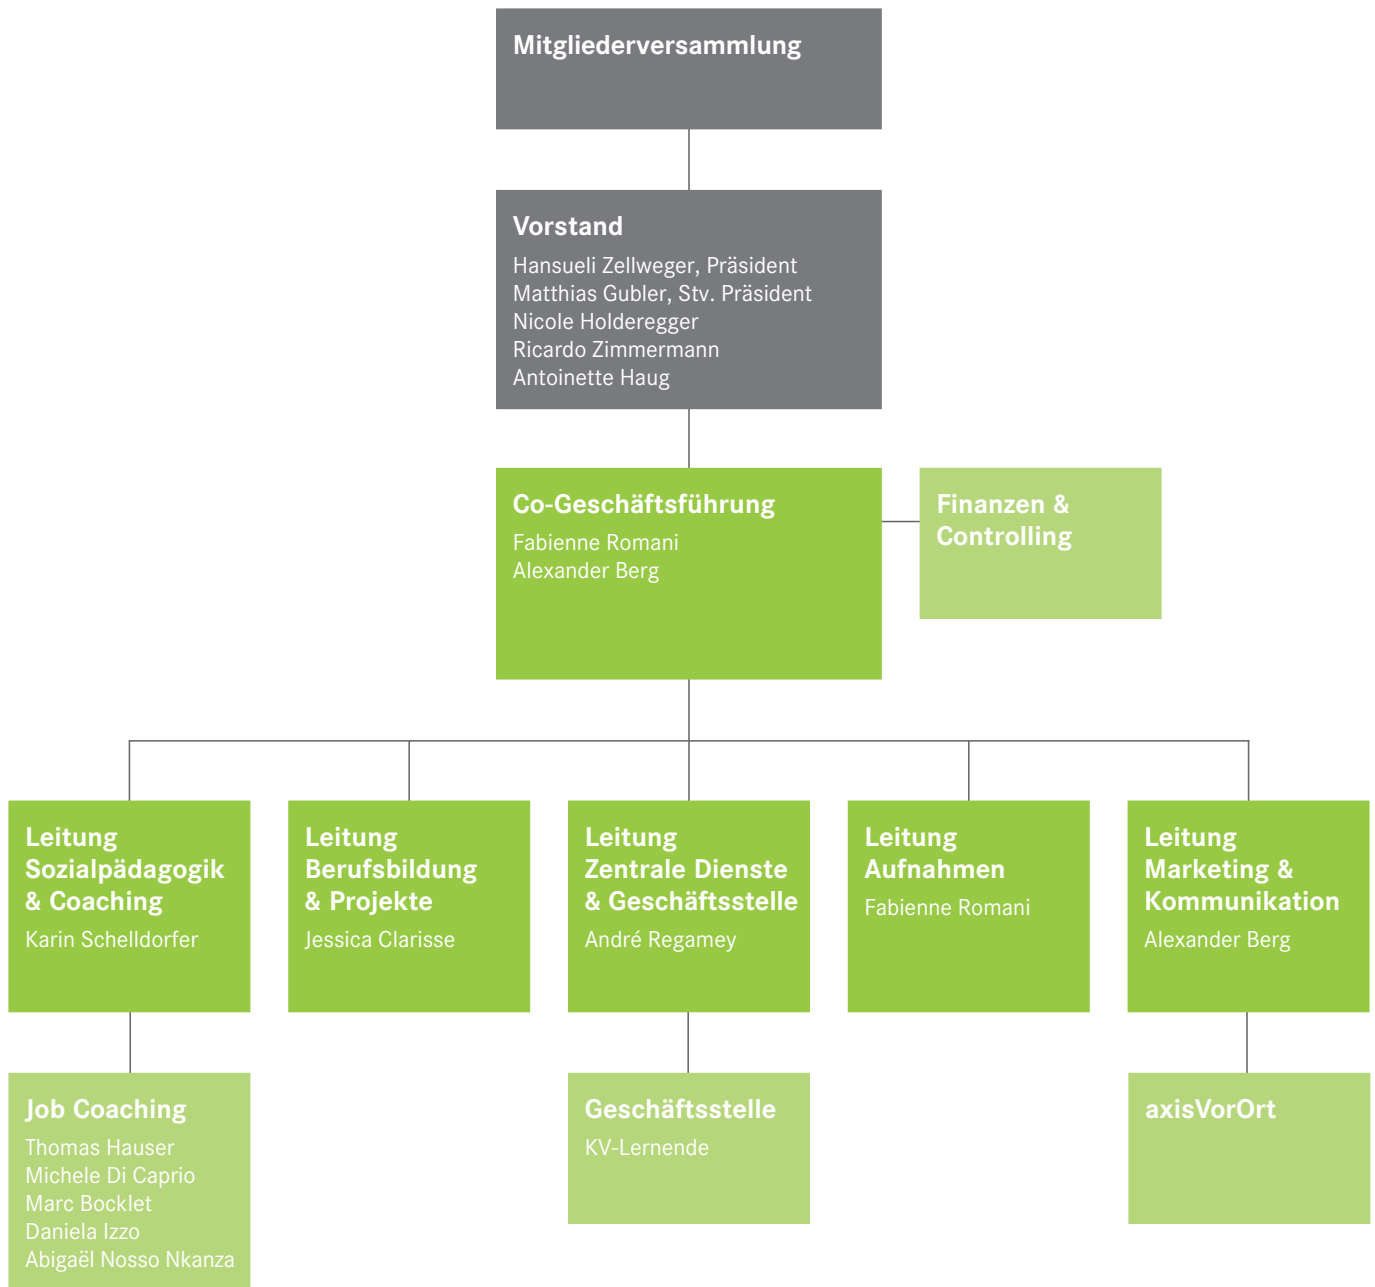 Mitgliederversammlung
Vorstand
Hansueli Zellweger, Präsident
Matthias Gubler, Stv. Präsident
Nicole Holderegger
Ricardo Zimmermann
Antoinette Haug
Co-Geschäftsführung
Fabienne Romani
Alexander Berg
Finanzen &
Controlling
Leitung
Sozialpädagogik
& Coaching
Karin Schelldorfer
Leitung
Berufsbildung
& Projekte
Jessica Clarisse
Leitung
Zentrale Dienste
& Geschäftsstelle
André Regamey
Leitung
Aufnahmen
Fabienne Romani
Leitung
Marketing &
Kommunikation
Alexander Berg
Job Coaching
Thomas Hauser
Michele Di Caprio
Marc Bocklet
Daniela Izzo
Abigaël Nosso Nkanza
Geschäftsstelle
KV-Lernende
axisVorOrt